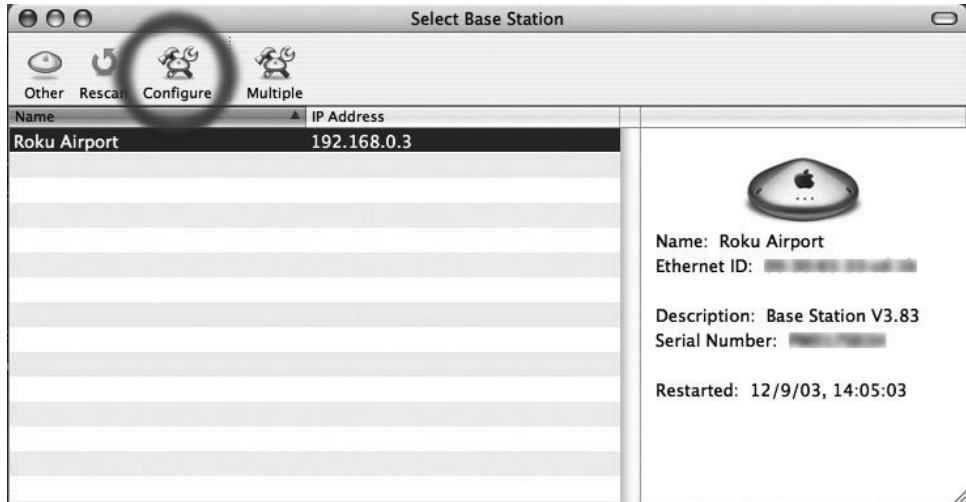 Select Base Station
Other Rescan Configure Multiple
Name IP Address
Roku Airport 192.168.0.3
Name: Roku Airport
Ethernet ID:
Description: Base Station V3.83
Serial Number:
Restarted: 12/9/03, 14:05:03